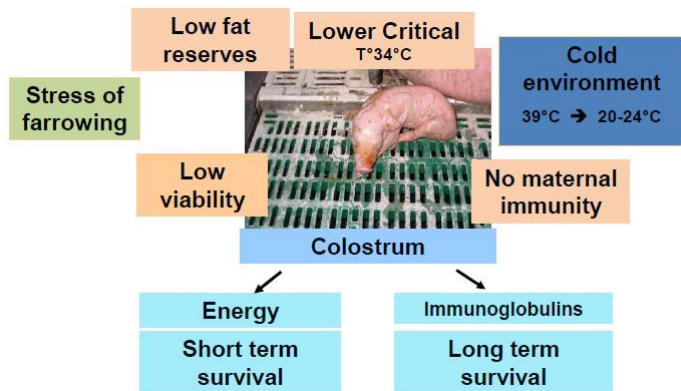 Low fat
reserves
Lower Critical
T°34°C
Cold
environment
39°C ➔ 20-24°C
Stress of
farrowing
Low
viability
No maternal
immunity
Colostrum
Energy
Immunoglobulins
Short term
survival
Long term
survival